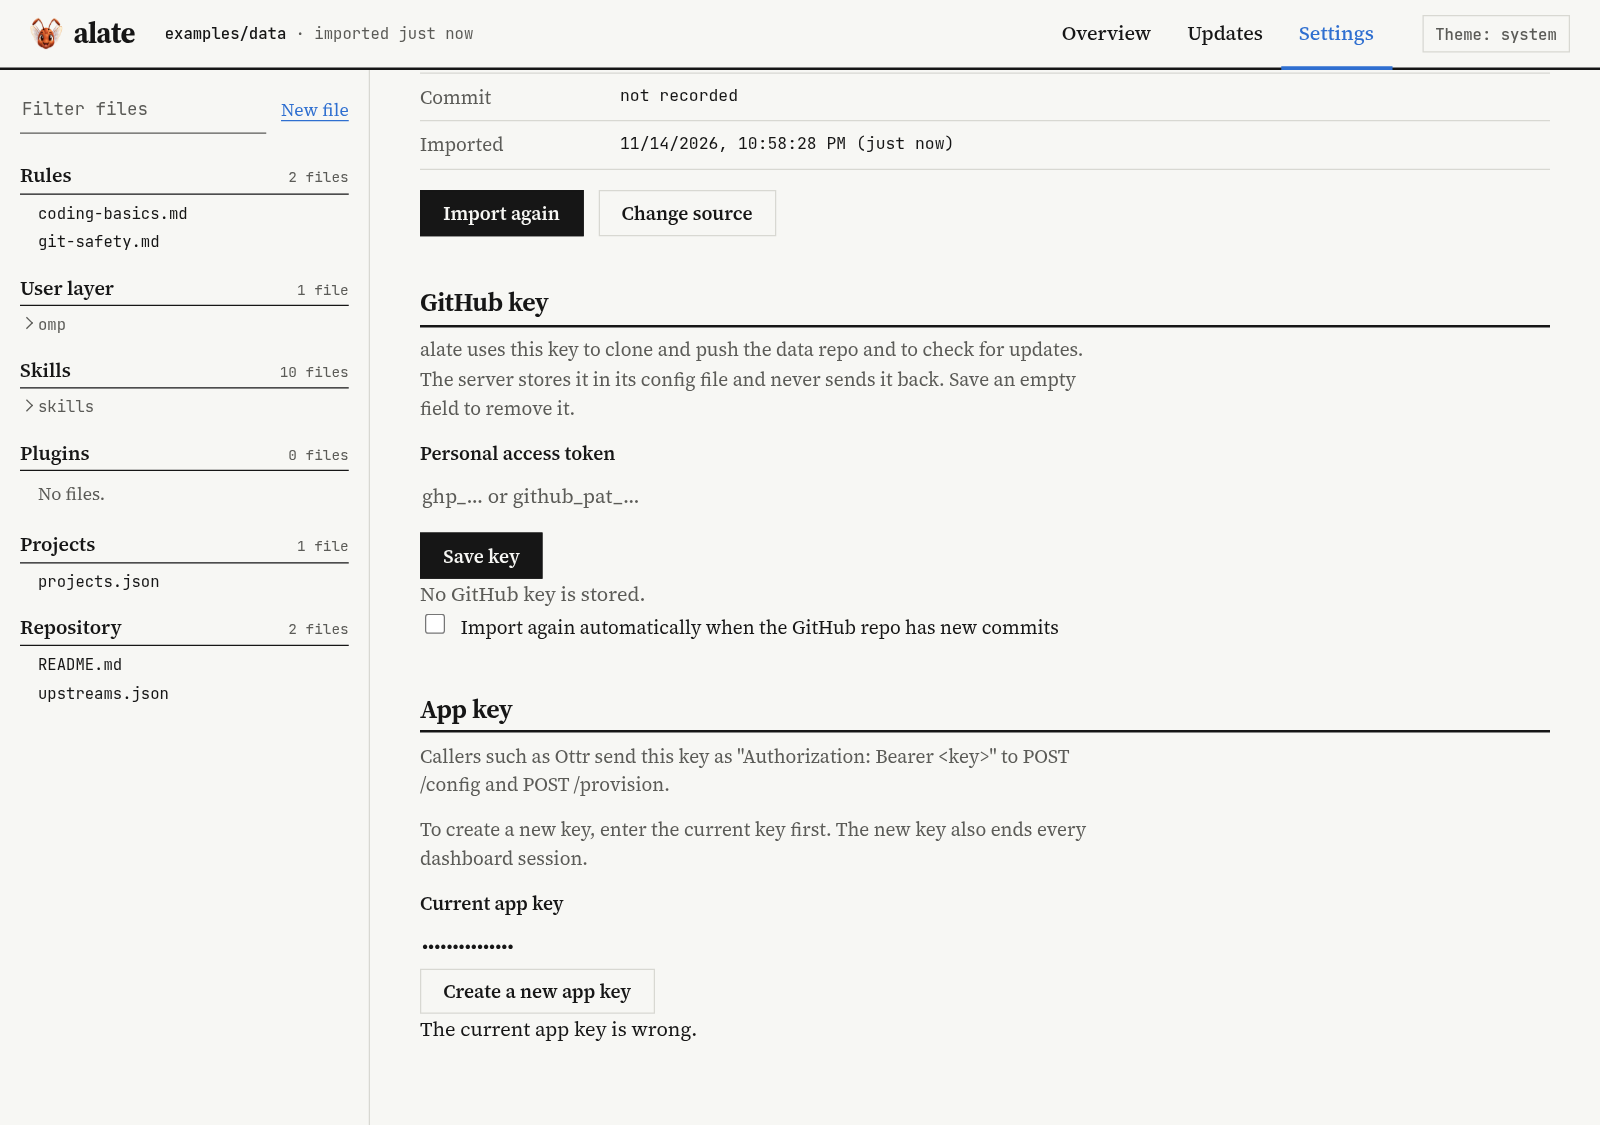 alate
examples/data · imported just now
Overview
Updates
Settings
Theme: system
Filter files
New file
Rules
2 files
coding-basics.md
git-safety.md
User layer
1 file
omp
Skills
10 files
skills
Plugins
0 files
No files.
Projects
1 file
projects.json
Repository
2 files
README.md
upstreams.json
Commit
not recorded
Imported
11/14/2026, 10:58:28 PM (just now)
Import again
Change source
GitHub key
alate uses this key to clone and push the data repo and to check for updates.
The server stores it in its config file and never sends it back. Save an empty
field to remove it.
Personal access token
ghp_... or github_pat_...
Save key
No GitHub key is stored.
Import again automatically when the GitHub repo has new commits
App key
Callers such as Ottr send this key as "Authorization: Bearer <key>" to POST
/config and POST /provision.
To create a new key, enter the current key first. The new key also ends every
dashboard session.
Current app key
•••••••••••••••
Create a new app key
The current app key is wrong.